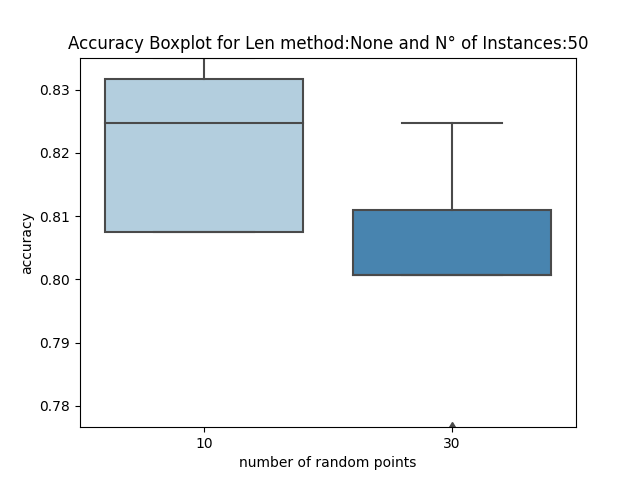 Accuracy Boxplot for Len method:None and N° of Instances:50
0.83
0.82
0.81
0.80
0.79
0.78
accuracy
10 30
number of random points